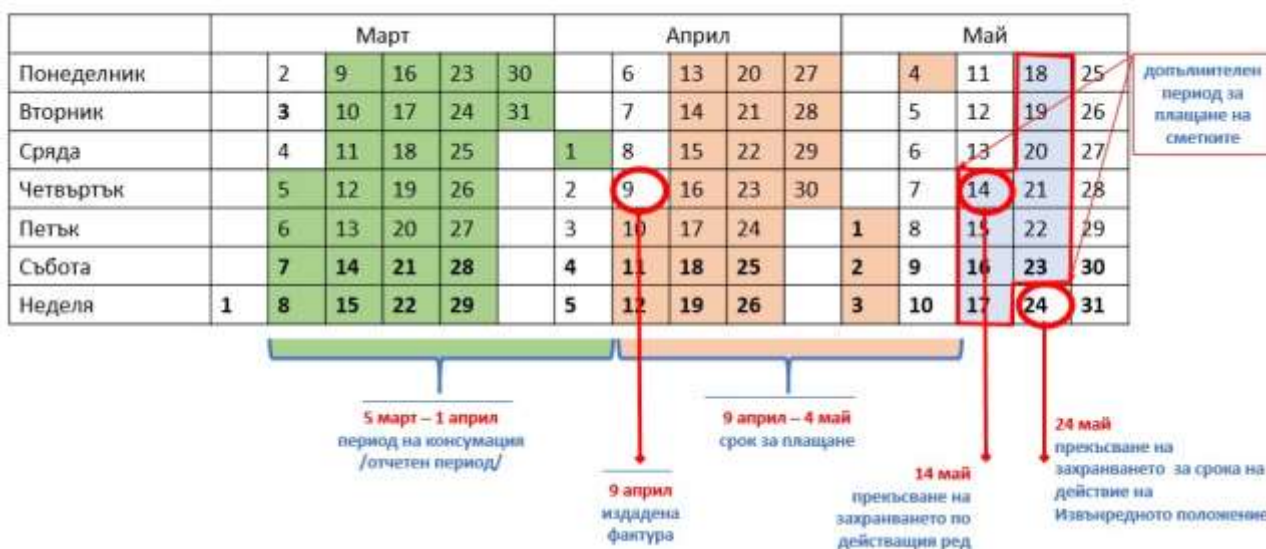 Март Април Май
Понеделник 2 9 16 23 30 6 13 20 27 4 11 18 25
Вторник 3 10 17 24 31 7 14 21 28 5 12 19 26
Сряда 4 11 18 25 1 8 15 22 29 6 13 20 27
Четвъртък 5 12 19 26 2 9 16 23 30 7 14 21 28
Петък 6 13 20 27 3 10 17 24 1 8 15 22 29
Събота 7 14 21 28 4 11 18 25 2 9 16 23 30
Неделя 1 8 15 22 29 5 12 19 26 3 10 17 24 31
допълнителен
период за
плащане на
сметките
5 март – 1 април
период на консумация
/отчетен период/
9 април
издадена
фактура
9 април – 4 май
срок за плащане
14 май
прекъсване на
захранването по
действащия ред
24 май
прекъсване на
захранването за срока на
действие на
Извънредното положение